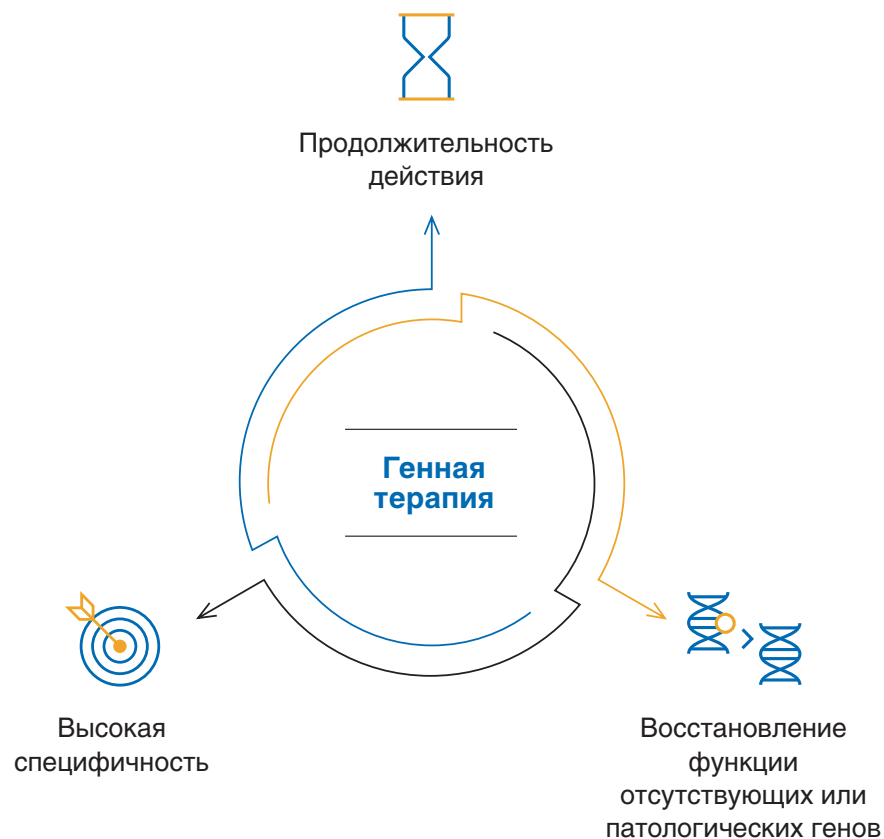 Продолжительность
действия
Генная
терапия
Высокая
специфичность
Восстановление
функции
отсутствующих или
патологических генов